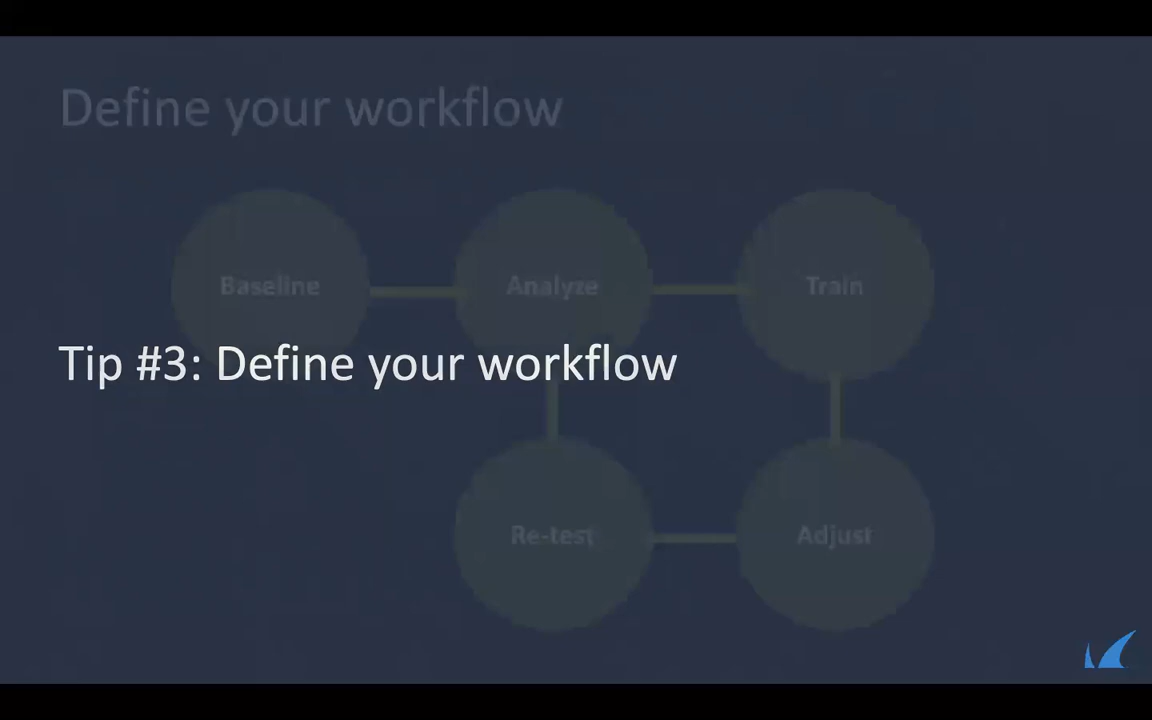 Define your workflow
Baseline
Analyze
Train
Tip #3: Define your workflow
Re-test
Adjust